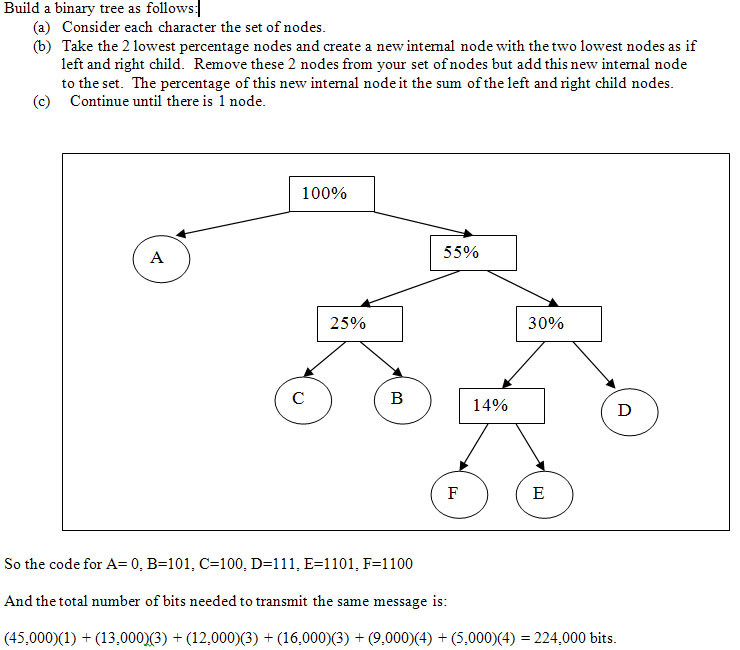 Build a binary tree as follows:
(a) Consider each character the set of nodes.
(b) Take the 2 lowest percentage nodes and create a new internal node with the two lowest nodes as if
left and right child. Remove these 2 nodes from your set of nodes but add this new internal node
to the set. The percentage of this new internal node it the sum of the left and right child nodes.
(c) Continue until there is 1 node.
100%
A
55%
25%
30%
C
B
14%
D
F
E
So the code for A= 0, B=101, C=100, D=111, E=1101, F=1100
And the total number of bits needed to transmit the same message is:
(45,000)(1) + (13,000)(3) + (12,000)(3) + (16,000)(3) + (9,000)(4) + (5,000)(4) = 224,000 bits.